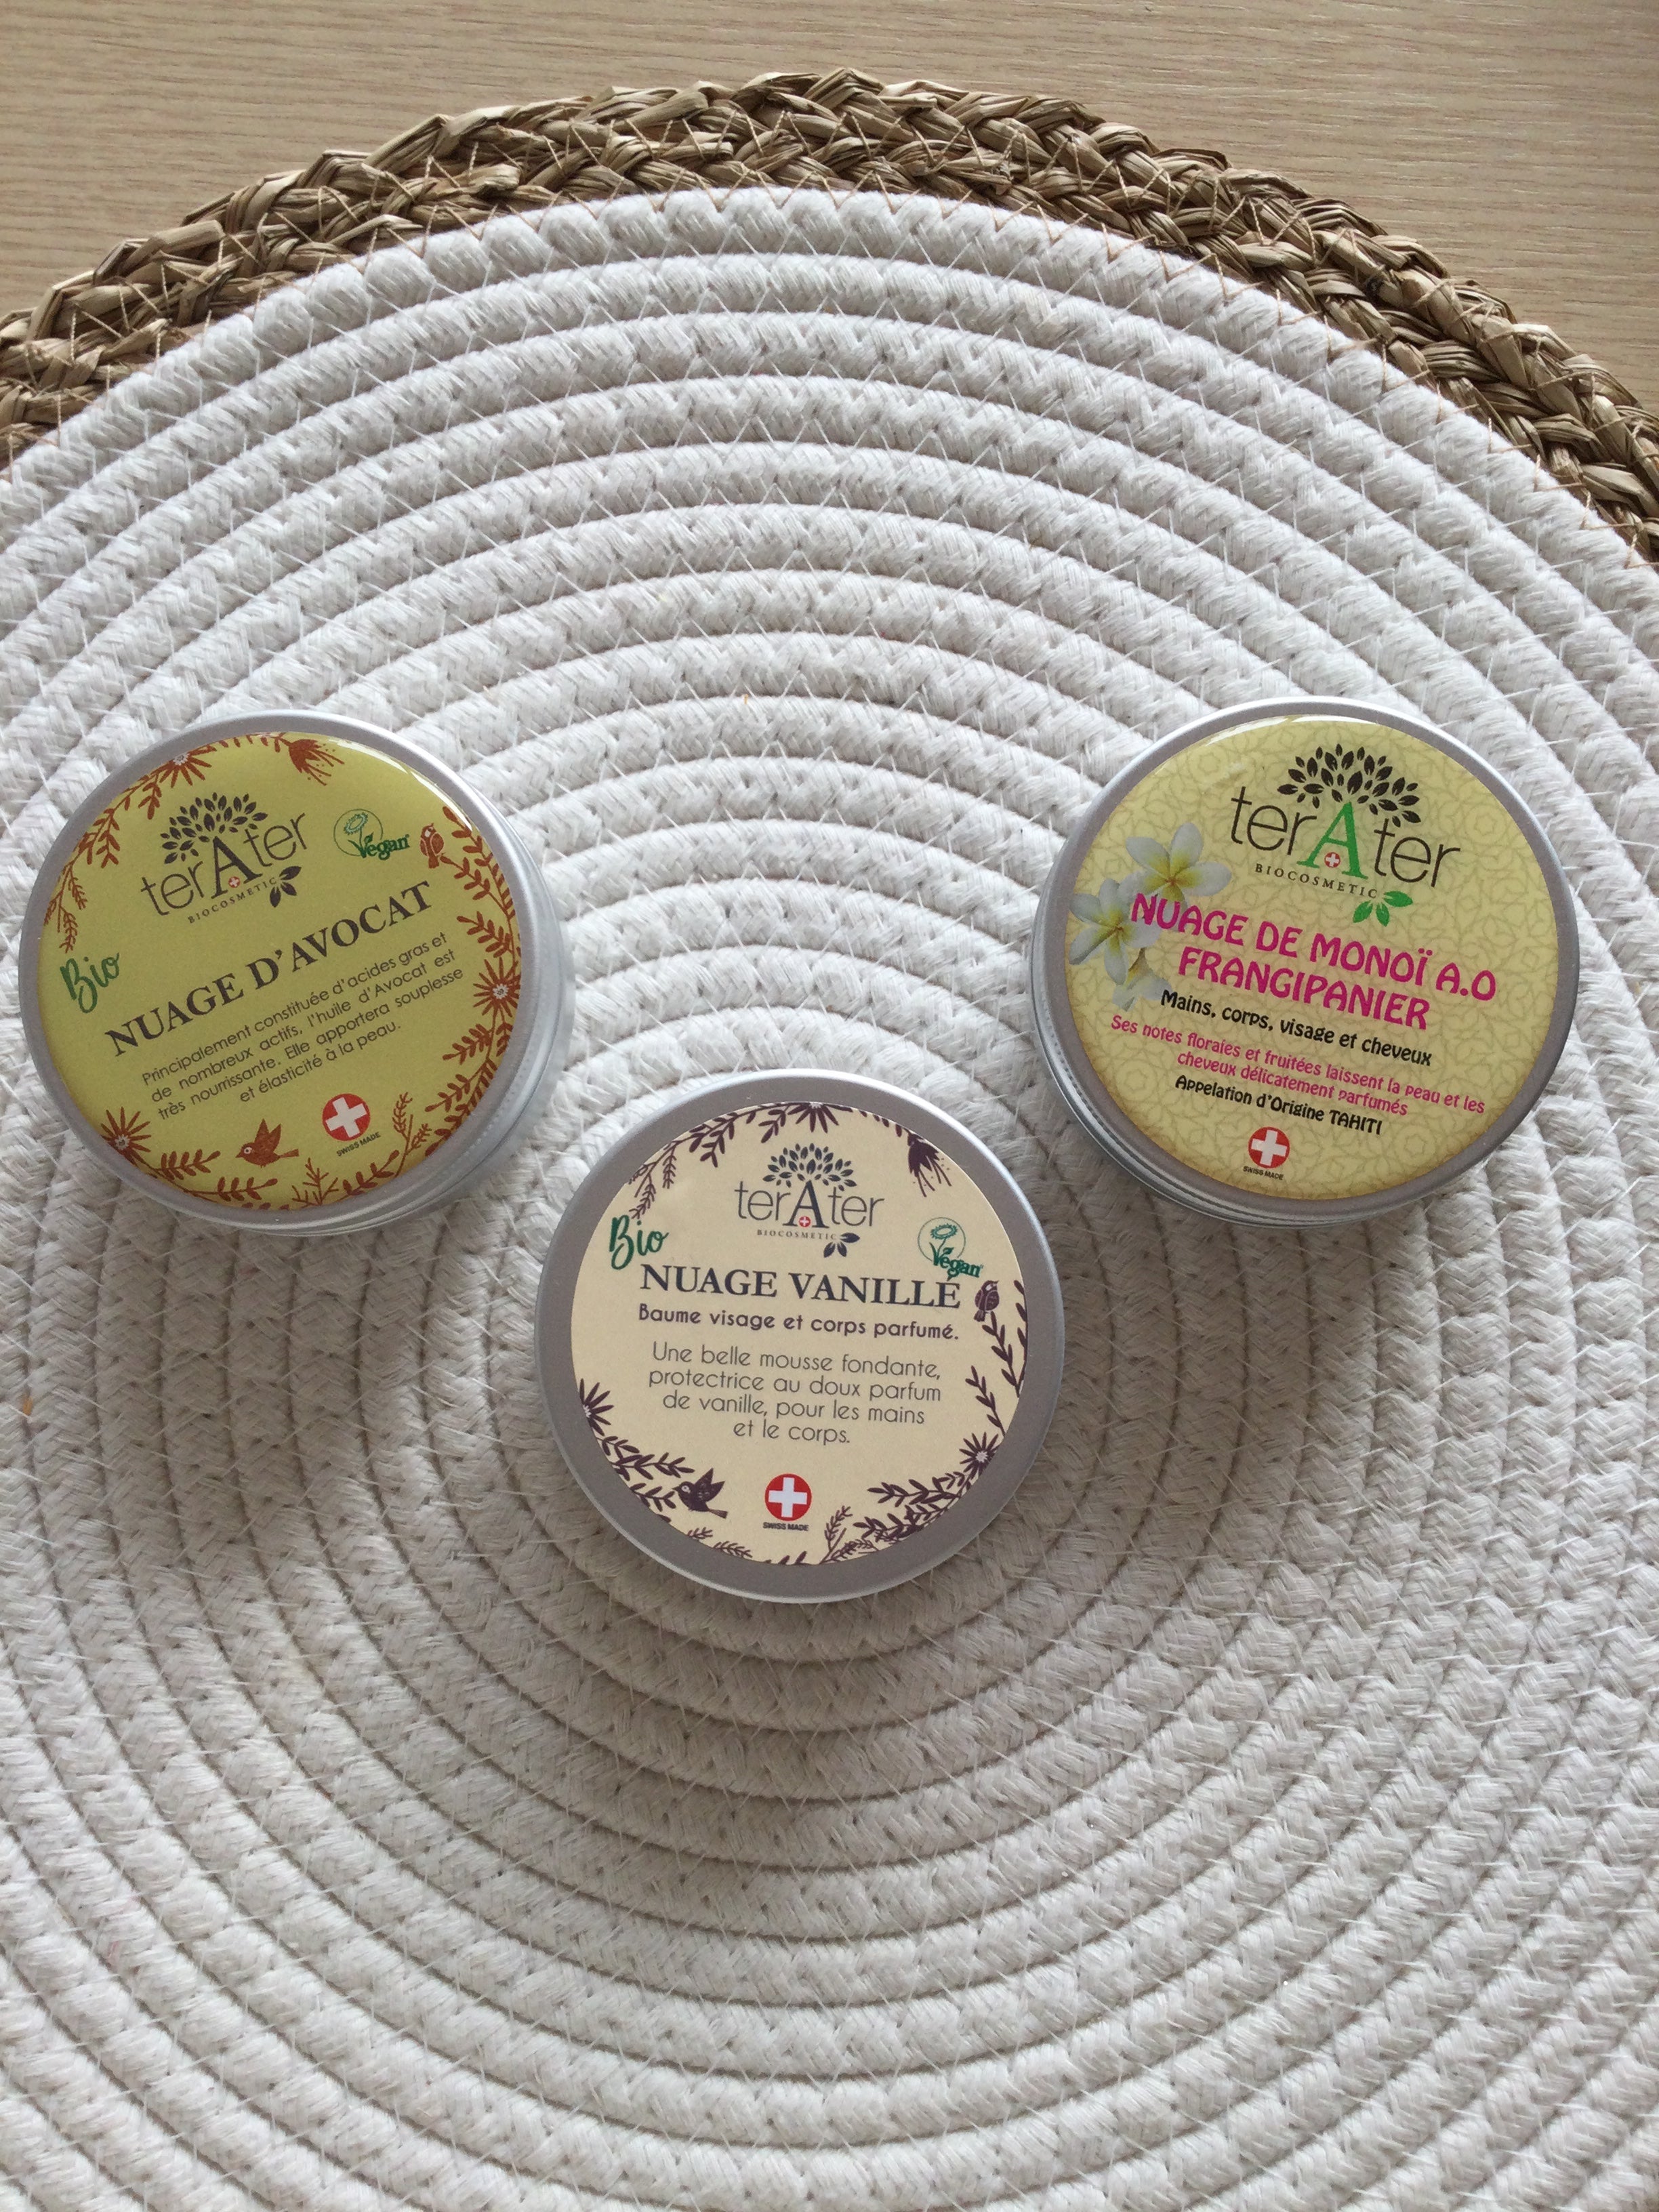 terAter
BIOCOSMETIC
Vegan
Bio
NUAGE D'AVOCAT
Principalement constituée d'acides gras et
de nombreux actifs, l'huile d'Avocat est
très nourrissante. Elle apportera souplesse
et élasticité à la peau.
SWISS MADE
terAter
BIOCOSMETIC
NUAGE DE MONOÏ A.O
FRANGIPANIER
Mains, corps, visage et cheveux
Ses notes florales et fruitées laissent la peau et les
cheveux délicatement parfumés
Appelation d'Origine TAHITI
SWISS MADE
terAter
BIOCOSMETIC
Bio
Vegan
NUAGE VANILLÉ
Baume visage et corps parfumé.
Une belle mousse fondante,
protectrice au doux parfum
de vanille, pour les mains
et le corps.
SWISS MADE